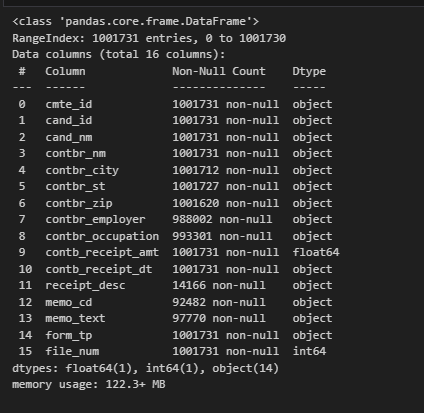 <class 'pandas.core.frame.DataFrame'>
RangeIndex: 1001731 entries, 0 to 1001730
Data columns (total 16 columns):
 #   Column             Non-Null Count    Dtype
---  ------             --------------    -----
 0   cmte_id            1001731 non-null  object
 1   cand_id            1001731 non-null  object
 2   cand_nm            1001731 non-null  object
 3   contbr_nm          1001731 non-null  object
 4   contbr_city        1001712 non-null  object
 5   contbr_st          1001727 non-null  object
 6   contbr_zip         1001620 non-null  object
 7   contbr_employer    988002 non-null   object
 8   contbr_occupation  993301 non-null   object
 9   contb_receipt_amt  1001731 non-null  float64
 10  contb_receipt_dt   1001731 non-null  object
 11  receipt_desc       14166 non-null    object
 12  memo_cd            92482 non-null    object
 13  memo_text          97770 non-null    object
 14  form_tp            1001731 non-null  object
 15  file_num           1001731 non-null  int64
dtypes: float64(1), int64(1), object(14)
memory usage: 122.3+ MB